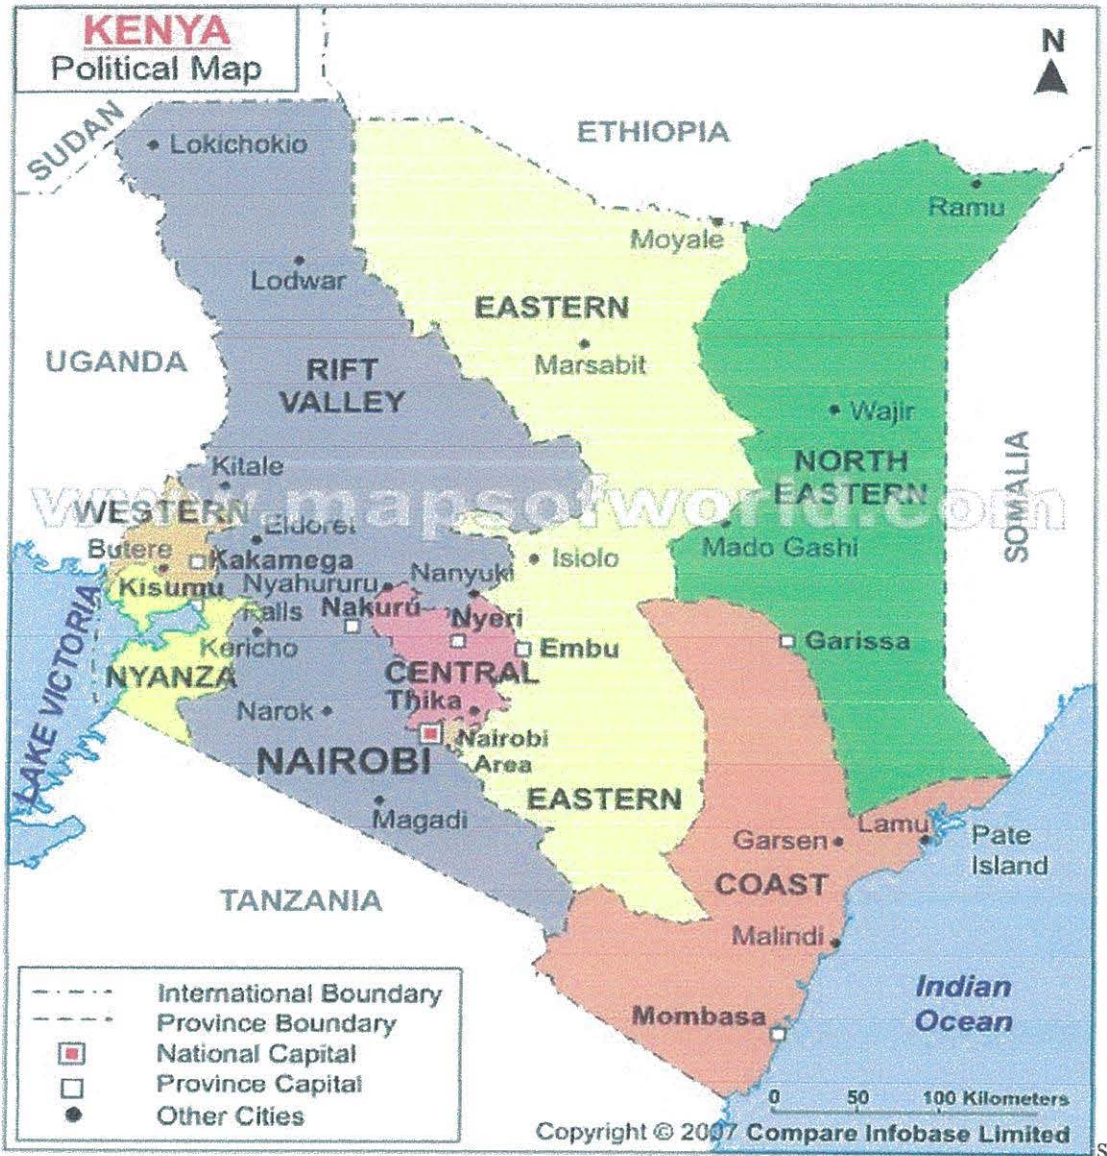 KENYA
Political Map
N
SUDAN
Lokichokio
ETHIOPIA
Ramu
Moyale
Lodwar
EASTERN
UGANDA
Marsabit
RIFT
VALLEY
Wajir
SOMALIA
Kitale
NORTH
EASTERN
www.mapsofworld.com
WESTERN
Eldoret
Butere
Kakamega
Isiolo
Mado Gashi
Kisumu
Nyahururu
Nanyuki
Falls
Nakuru
Nyeri
Kericho
Embu
Garissa
LAKE VICTORIA
NYANZA
CENTRAL
Thika
Narok
Nairobi
Area
NAIROBI
EASTERN
Magadi
Garsen
Lamu
Pate
Island
TANZANIA
COAST
Malindi
Indian
Ocean
Mombasa
International Boundary
Province Boundary
National Capital
Province Capital
Other Cities
0 50 100 Kilometers
Copyright © 2007 Compare Infobase Limited
s